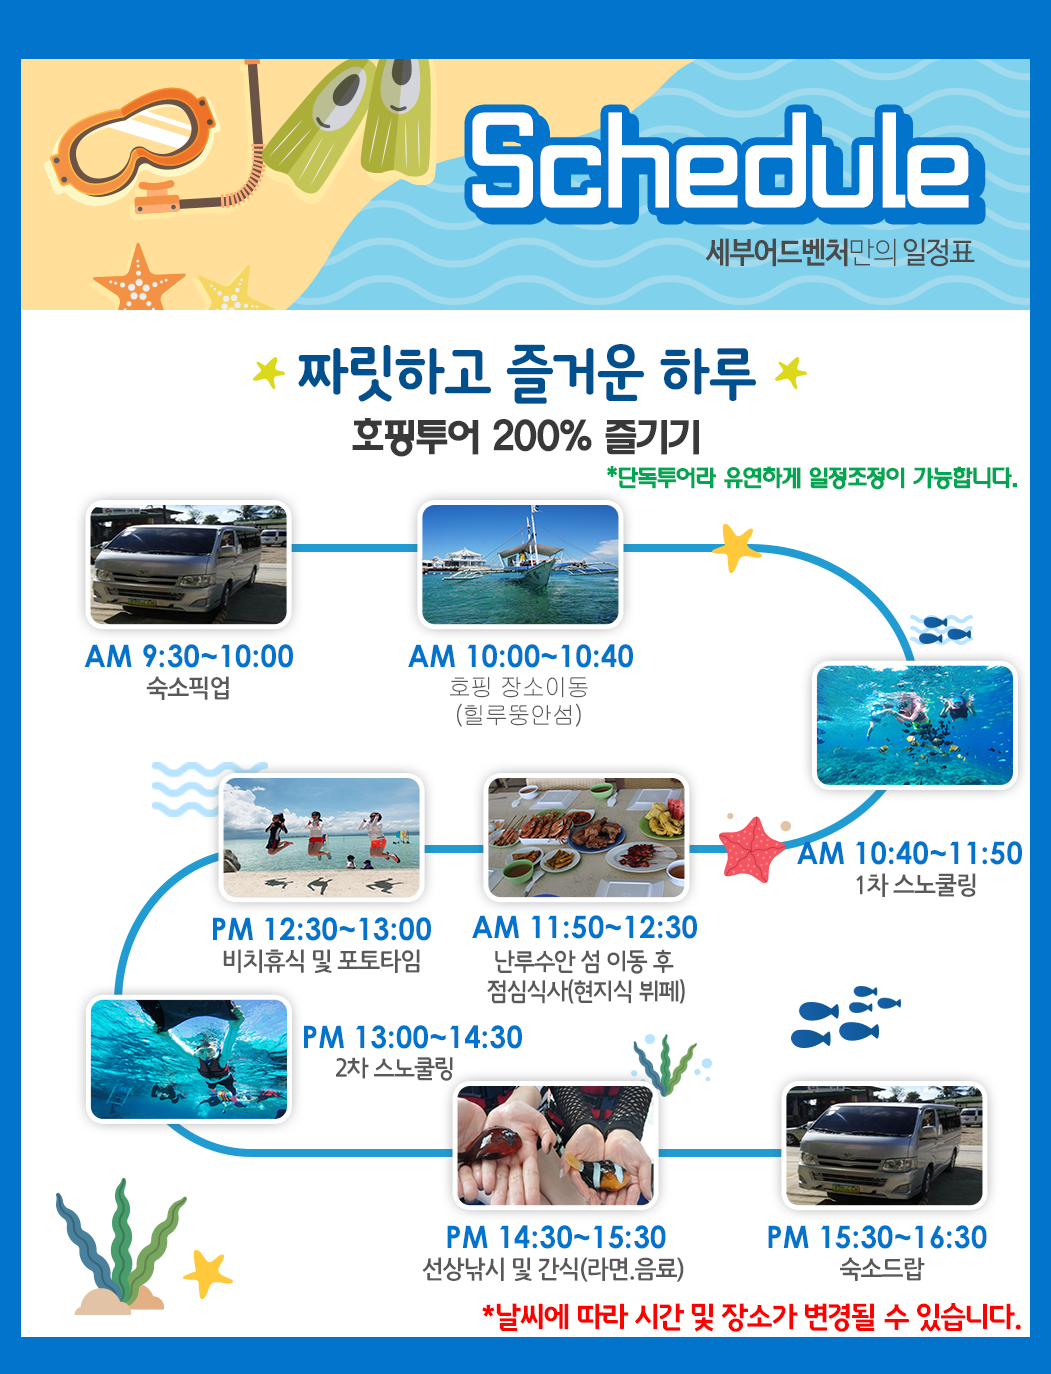 Schedule
세부어드벤처만의 일정표
짜릿하고 즐거운 하루
호핑투어 200% 즐기기
*단독투어라 유연하게 일정조정이 가능합니다.
AM 9:30~10:00
숙소픽업
AM 10:00~10:40
호핑 장소이동
(힐루뚱안섬)
AM 10:40~11:50
1차 스노쿨링
AM 11:50~12:30
난루수안 섬 이동 후
점심식사(현지식 뷔페)
PM 12:30~13:00
비치휴식 및 포토타임
PM 13:00~14:30
2차 스노쿨링
PM 14:30~15:30
선상낚시 및 간식(라면.음료)
PM 15:30~16:30
숙소드랍
*날씨에 따라 시간 및 장소가 변경될 수 있습니다.